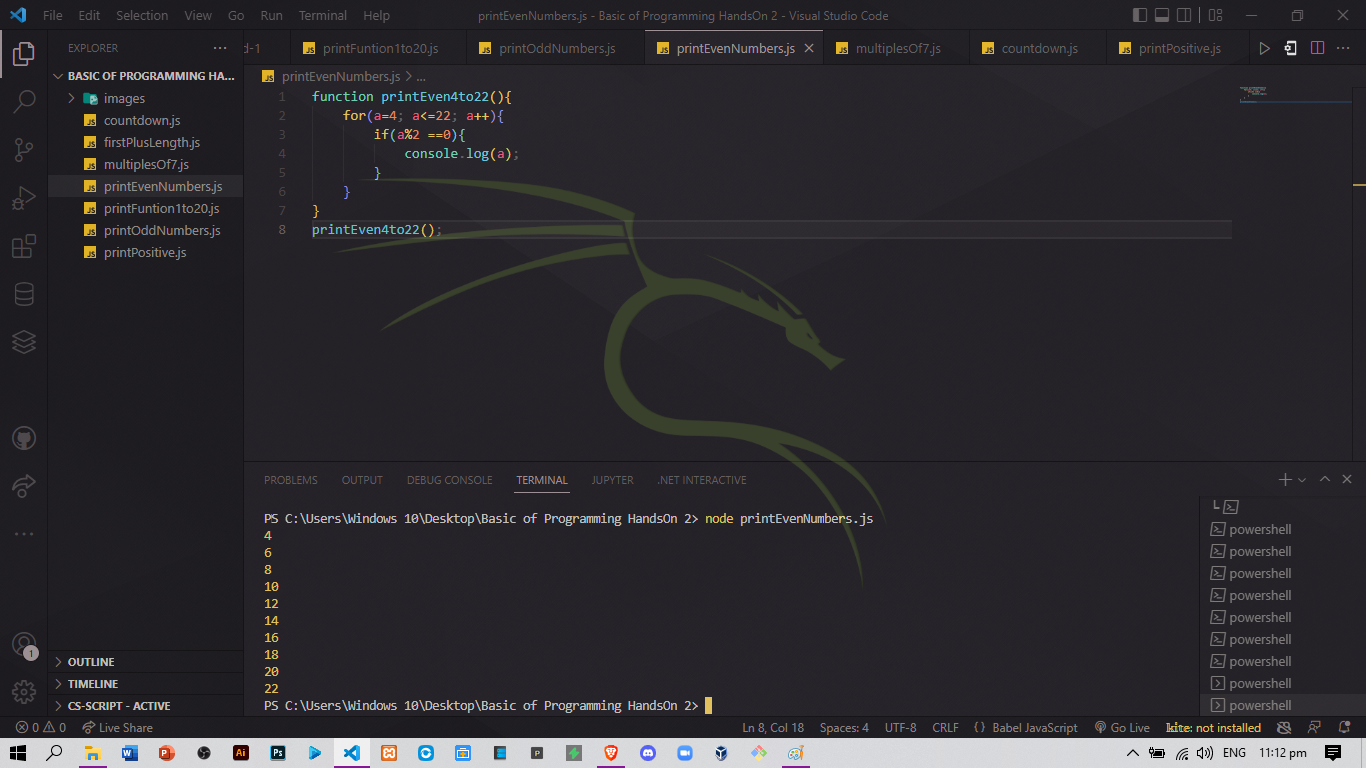 File Edit Selection View Go Run Terminal Help printEvenNumbers.js - Basic of Programming HandsOn 2 - Visual Studio Code
EXPLORER
d-1 printFuntion1to20.js printOddNumbers.js printEvenNumbers.js multiplesOf7.js countdown.js printPositive.js
BASIC OF PROGRAMMING HA...
images
countdown.js
firstPlusLength.js
multiplesOf7.js
printEvenNumbers.js
printFuntion1to20.js
printOddNumbers.js
printPositive.js
printEvenNumbers.js > ...
1 function printEven4to22(){
2 for(a=4; a<=22; a++){
3 if(a%2 ==0){
4 console.log(a);
5 }
6 }
7 }
8 printEven4to22();
PROBLEMS OUTPUT DEBUG CONSOLE TERMINAL JUPYTER .NET INTERACTIVE
PS C:\Users\Windows 10\Desktop\Basic of Programming HandsOn 2> node printEvenNumbers.js
4
6
8
10
12
14
16
18
20
22
PS C:\Users\Windows 10\Desktop\Basic of Programming HandsOn 2>
powershell
powershell
powershell
powershell
powershell
powershell
powershell
powershell
powershell
1
OUTLINE
TIMELINE
CS-SCRIPT - ACTIVE
0 0 Live Share Ln 8, Col 18 Spaces: 4 UTF-8 CRLF {} Babel JavaScript Go Live kite: not installed
ENG 11:12 pm